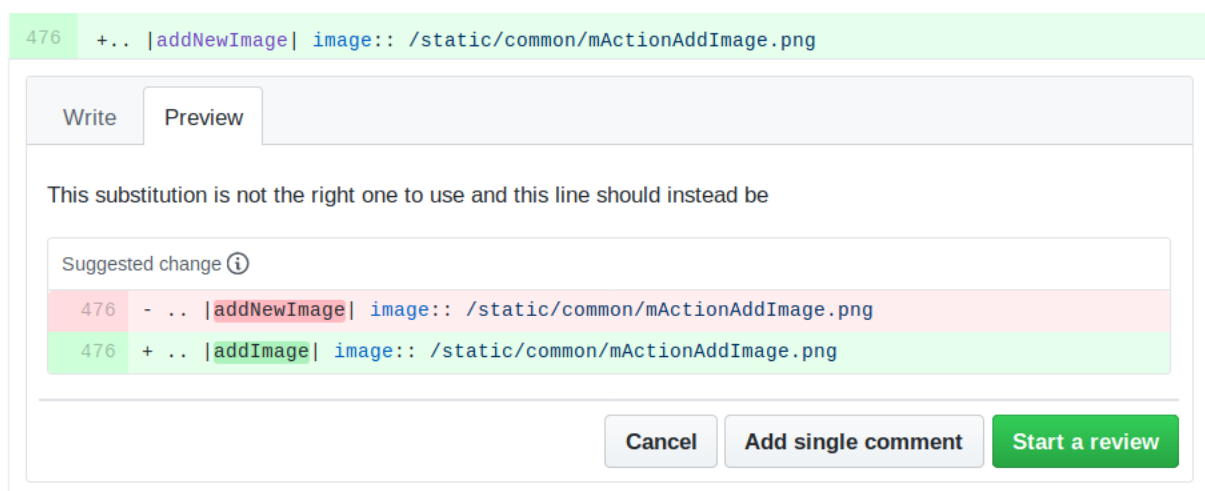 476 +.. |addNewImage| image:: /static/common/mActionAddImage.png
Write Preview
This substitution is not the right one to use and this line should instead be
Suggested change
476 - .. |addNewImage| image:: /static/common/mActionAddImage.png
476 + .. |addImage| image:: /static/common/mActionAddImage.png
Cancel Add single comment Start a review